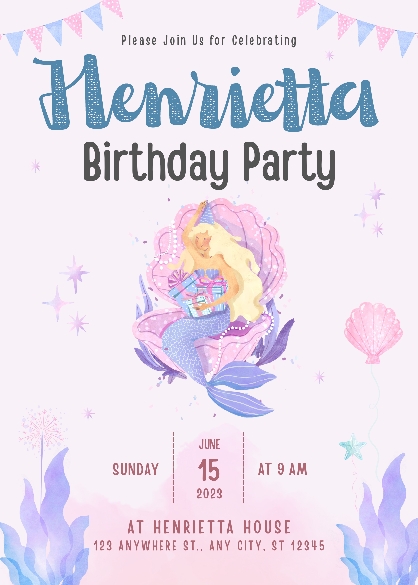 Please Join Us for Celebrating
Henrietta
Birthday Party
JUNE
SUNDAY 15 AT 9 AM
2023
AT HENRIETTA HOUSE
123 ANYWHERE ST., ANY CITY, ST 12345